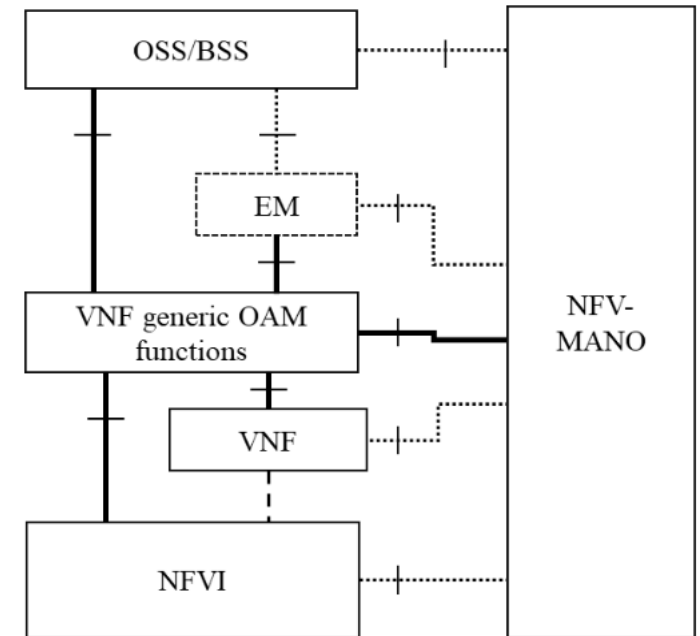 OSS/BSS
EM
VNF generic OAM
functions
NFV-
MANO
VNF
NFVI